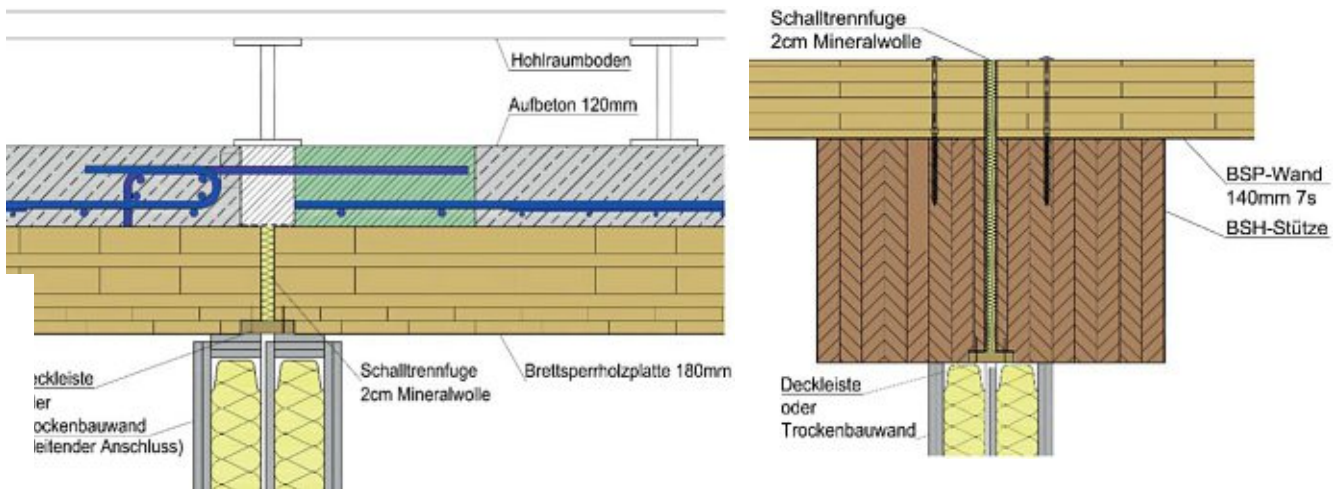 Hohlraumboden
Aufbeton 120mm
eckleiste
der
ockenbauwand
leitender Anschluss)
Schalltrennfuge
2cm Mineralwolle
Brettsperrholzplatte 180mm
Schalltrennfuge
2cm Mineralwolle
BSP-Wand
140mm 7s
BSH-Stütze
Deckleiste
oder
Trockenbauwand